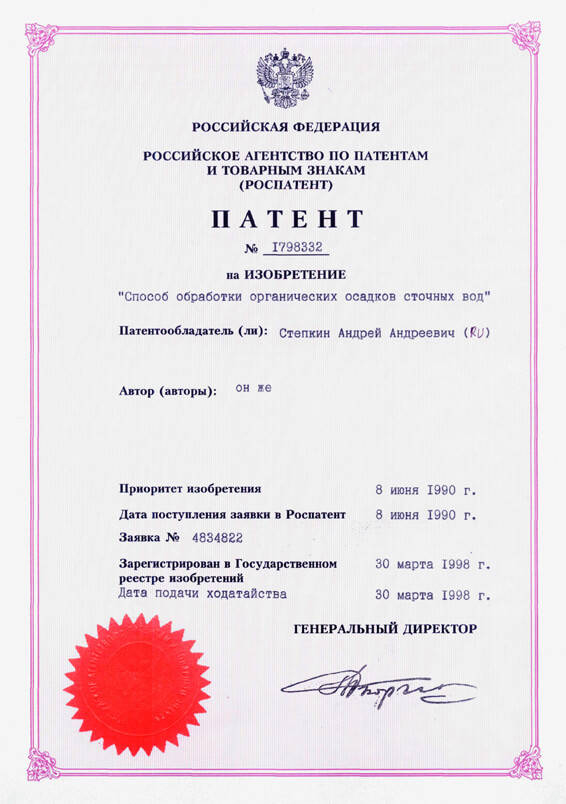 РОССИЙСКАЯ ФЕДЕРАЦИЯ
РОССИЙСКОЕ АГЕНТСТВО ПО ПАТЕНТАМ
И ТОВАРНЫМ ЗНАКАМ
(РОСПАТЕНТ)
ПАТЕНТ
№ I798332
на ИЗОБРЕТЕНИЕ
"Способ обработки органических осадков сточных вод"
Патентообладатель (ли): Степкин Андрей Андреевич (RU)
Автор (авторы): он же
Приоритет изобретения 8 июня I990 г.
Дата поступления заявки в Роспатент 8 июня I990 г.
Заявка № 4834822
Зарегистрирован в Государственном 30 марта I998 г.
реестре изобретений
Дата подачи ходатайства 30 марта I998 г.
ГЕНЕРАЛЬНЫЙ ДИРЕКТОР